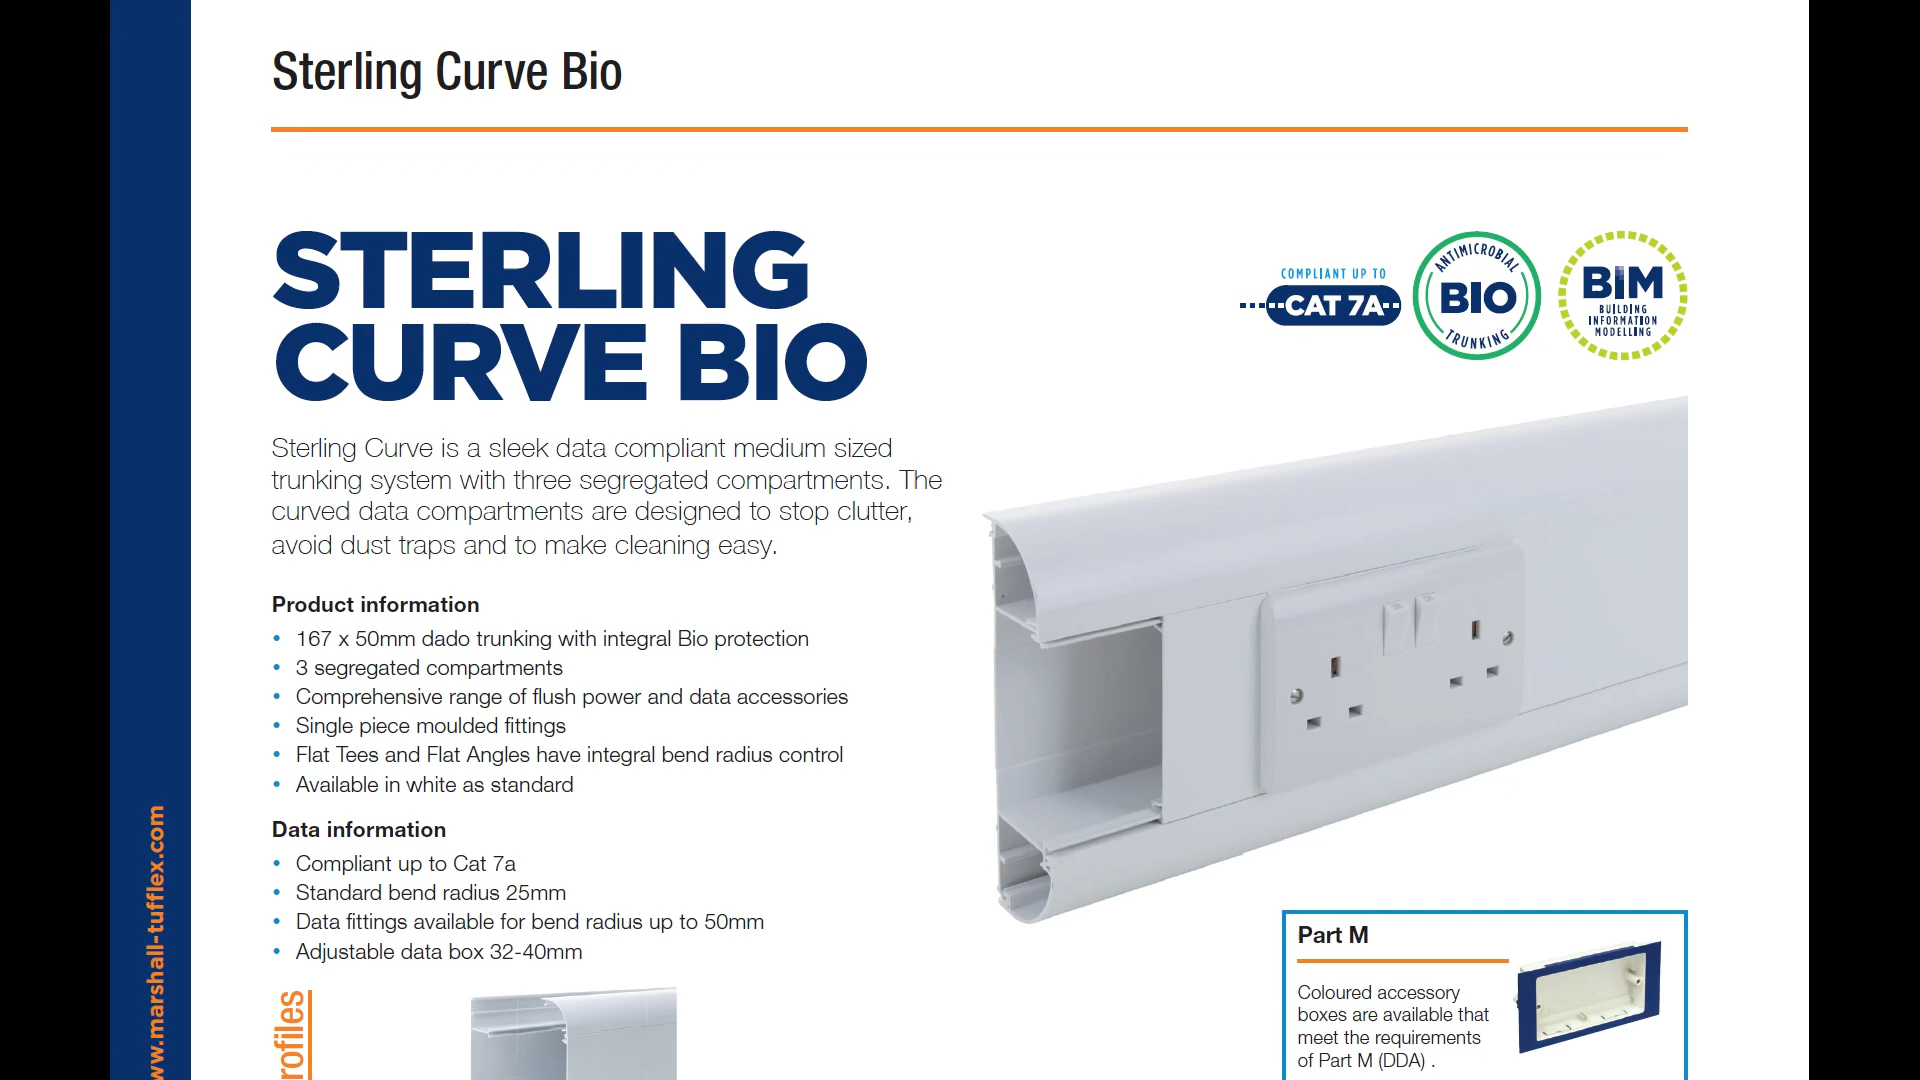 Sterling Curve Bio
STERLING
CURVE BIO
COMPLIANT UP TO
CAT 7A
ANTIMICROBIAL
BIO
TRUNKING
BIM
BUILDING
INFORMATION
MODELLING
Sterling Curve is a sleek data compliant medium sized
trunking system with three segregated compartments. The
curved data compartments are designed to stop clutter,
avoid dust traps and to make cleaning easy.
Product information
• 167 x 50mm dado trunking with integral Bio protection
• 3 segregated compartments
• Comprehensive range of flush power and data accessories
• Single piece moulded fittings
• Flat Tees and Flat Angles have integral bend radius control
• Available in white as standard
Data information
• Compliant up to Cat 7a
• Standard bend radius 25mm
• Data fittings available for bend radius up to 50mm
• Adjustable data box 32-40mm
Part M
Coloured accessory
boxes are available that
meet the requirements
of Part M (DDA) .
rofiles
ww.marshall-tufflex.com